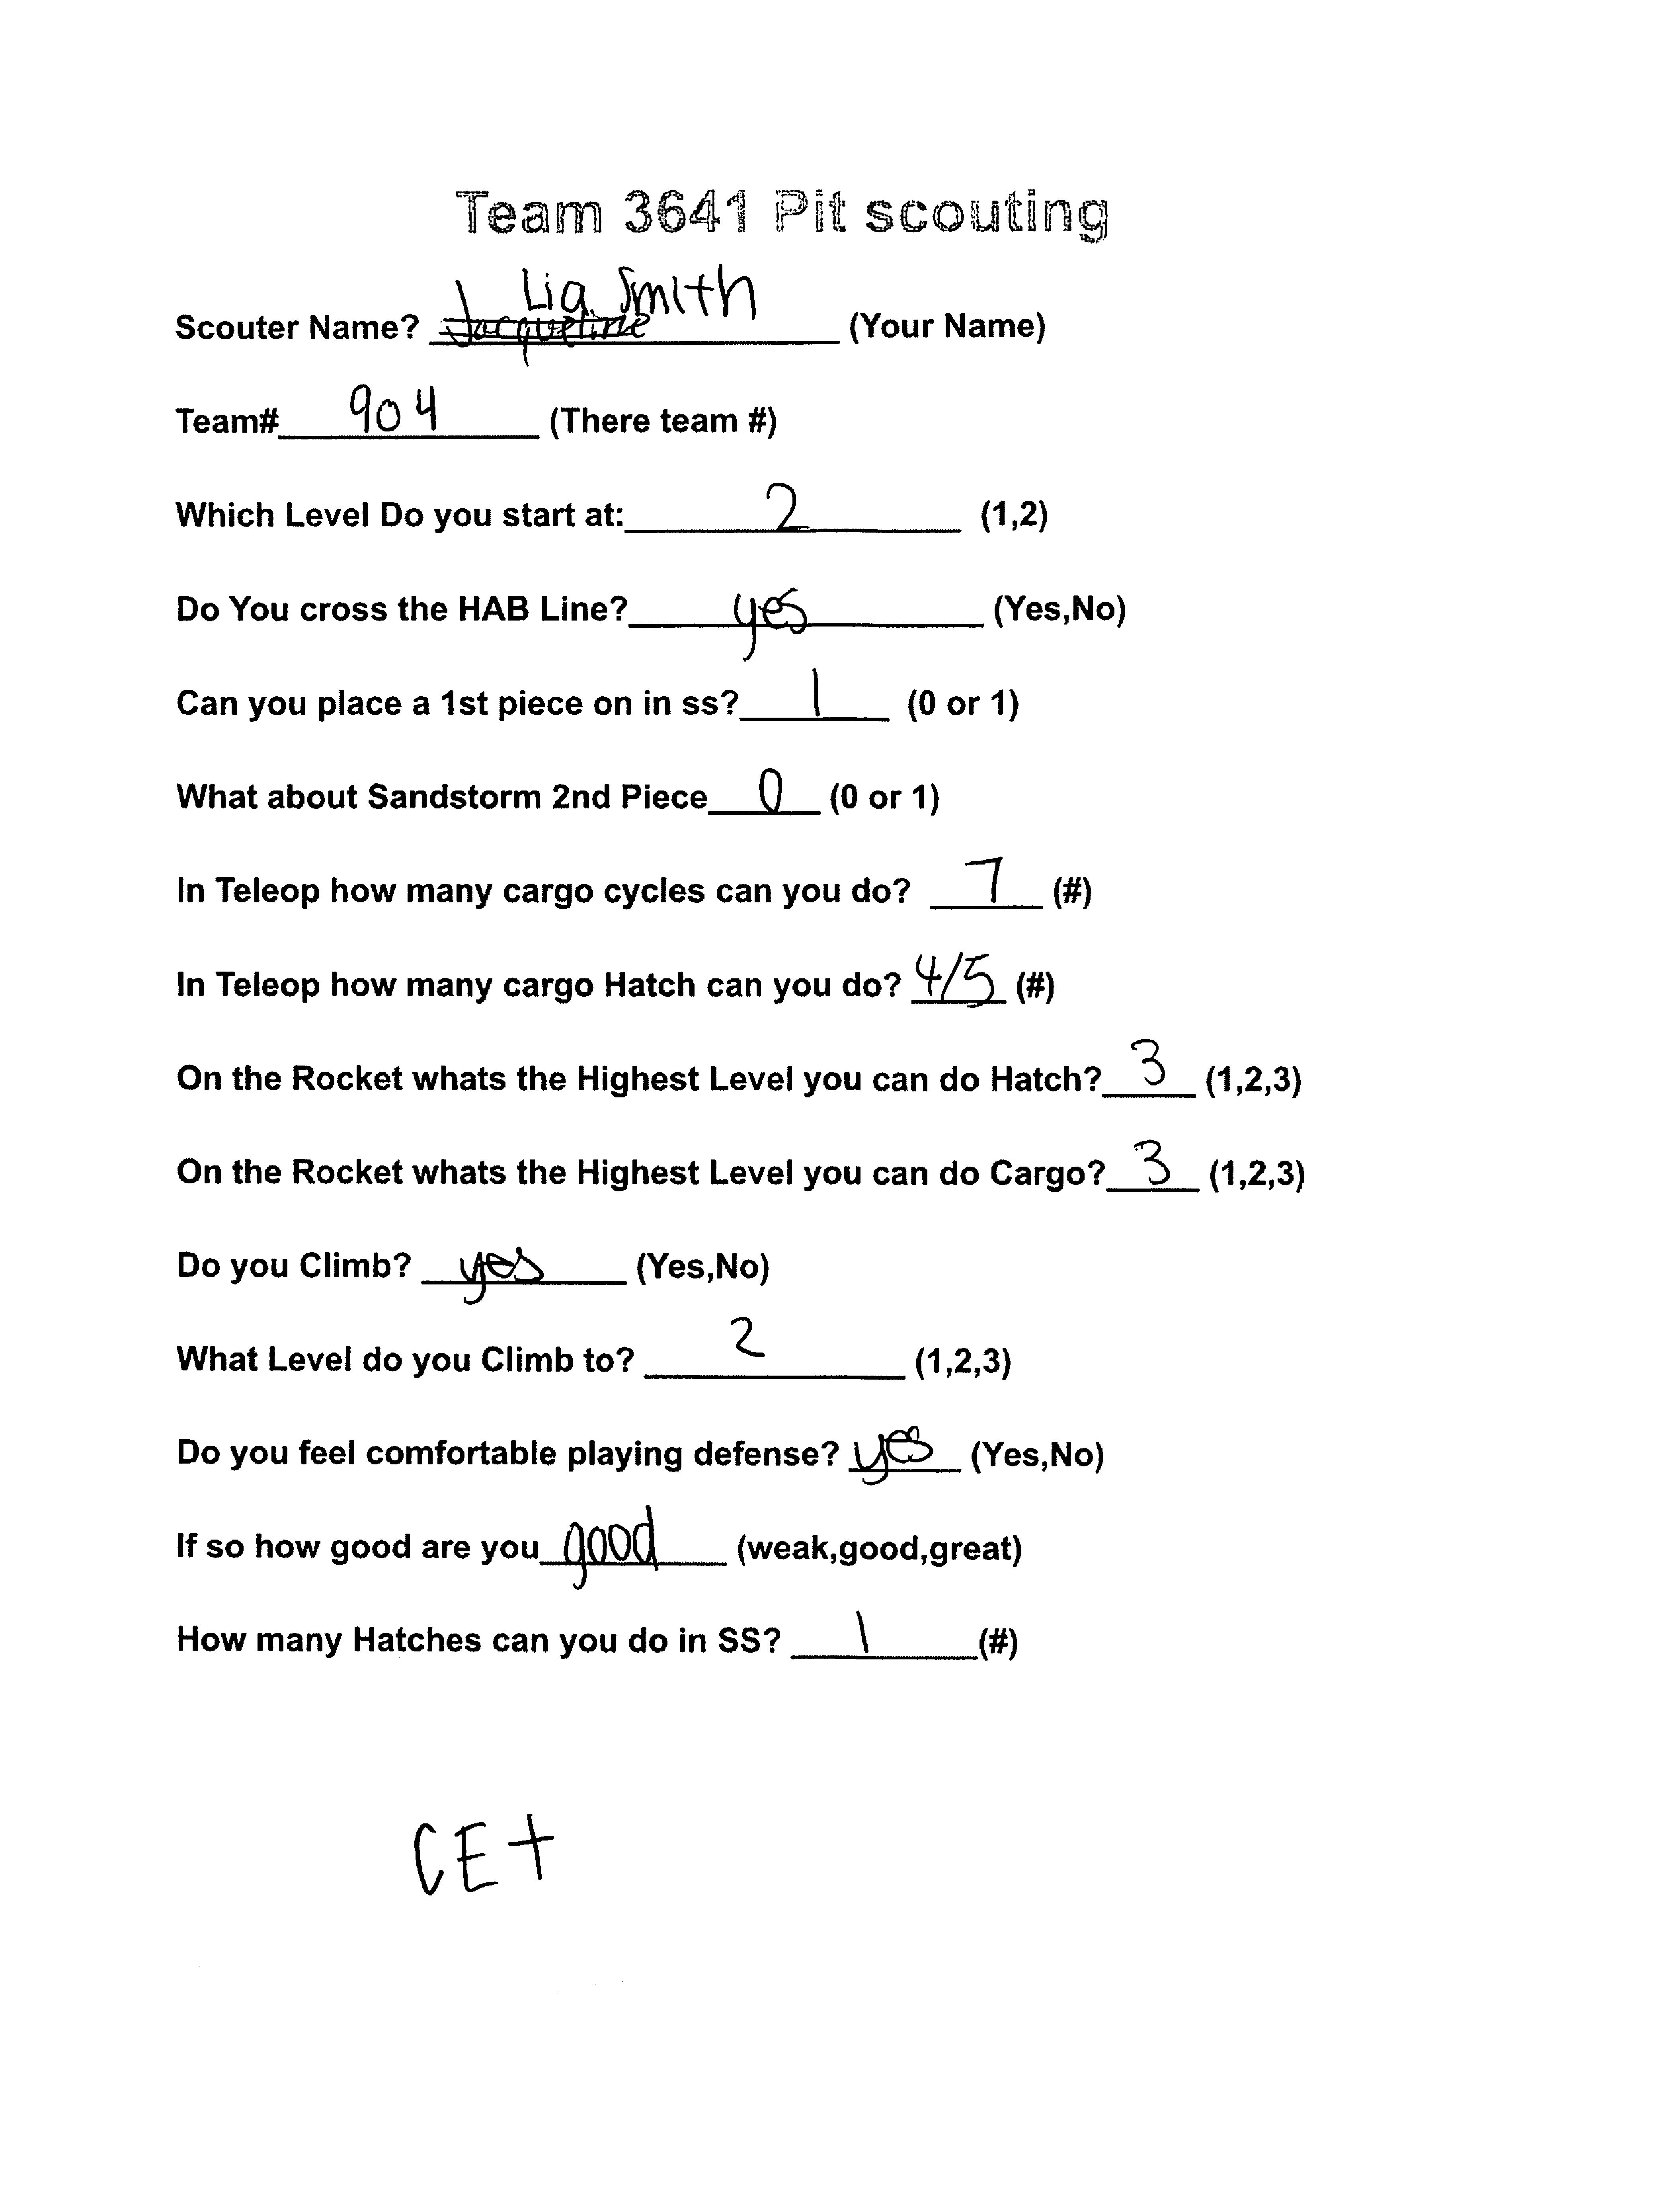 Team 3641 Pit scouting
Lia Smith
Scouter Name? Jacqueline (Your Name)
Team# 904 (There team #)
Which Level Do you start at: 2 (1,2)
Do You cross the HAB Line? yes (Yes,No)
Can you place a 1st piece on in ss? 1 (0 or 1)
What about Sandstorm 2nd Piece 0 (0 or 1)
In Teleop how many cargo cycles can you do? 7 (#)
In Teleop how many cargo Hatch can you do? 4/5 (#)
On the Rocket whats the Highest Level you can do Hatch? 3 (1,2,3)
On the Rocket whats the Highest Level you can do Cargo? 3 (1,2,3)
Do you Climb? yes (Yes,No)
What Level do you Climb to? 2 (1,2,3)
Do you feel comfortable playing defense? yes (Yes,No)
If so how good are you good (weak,good,great)
How many Hatches can you do in SS? 1 (#)
CE+